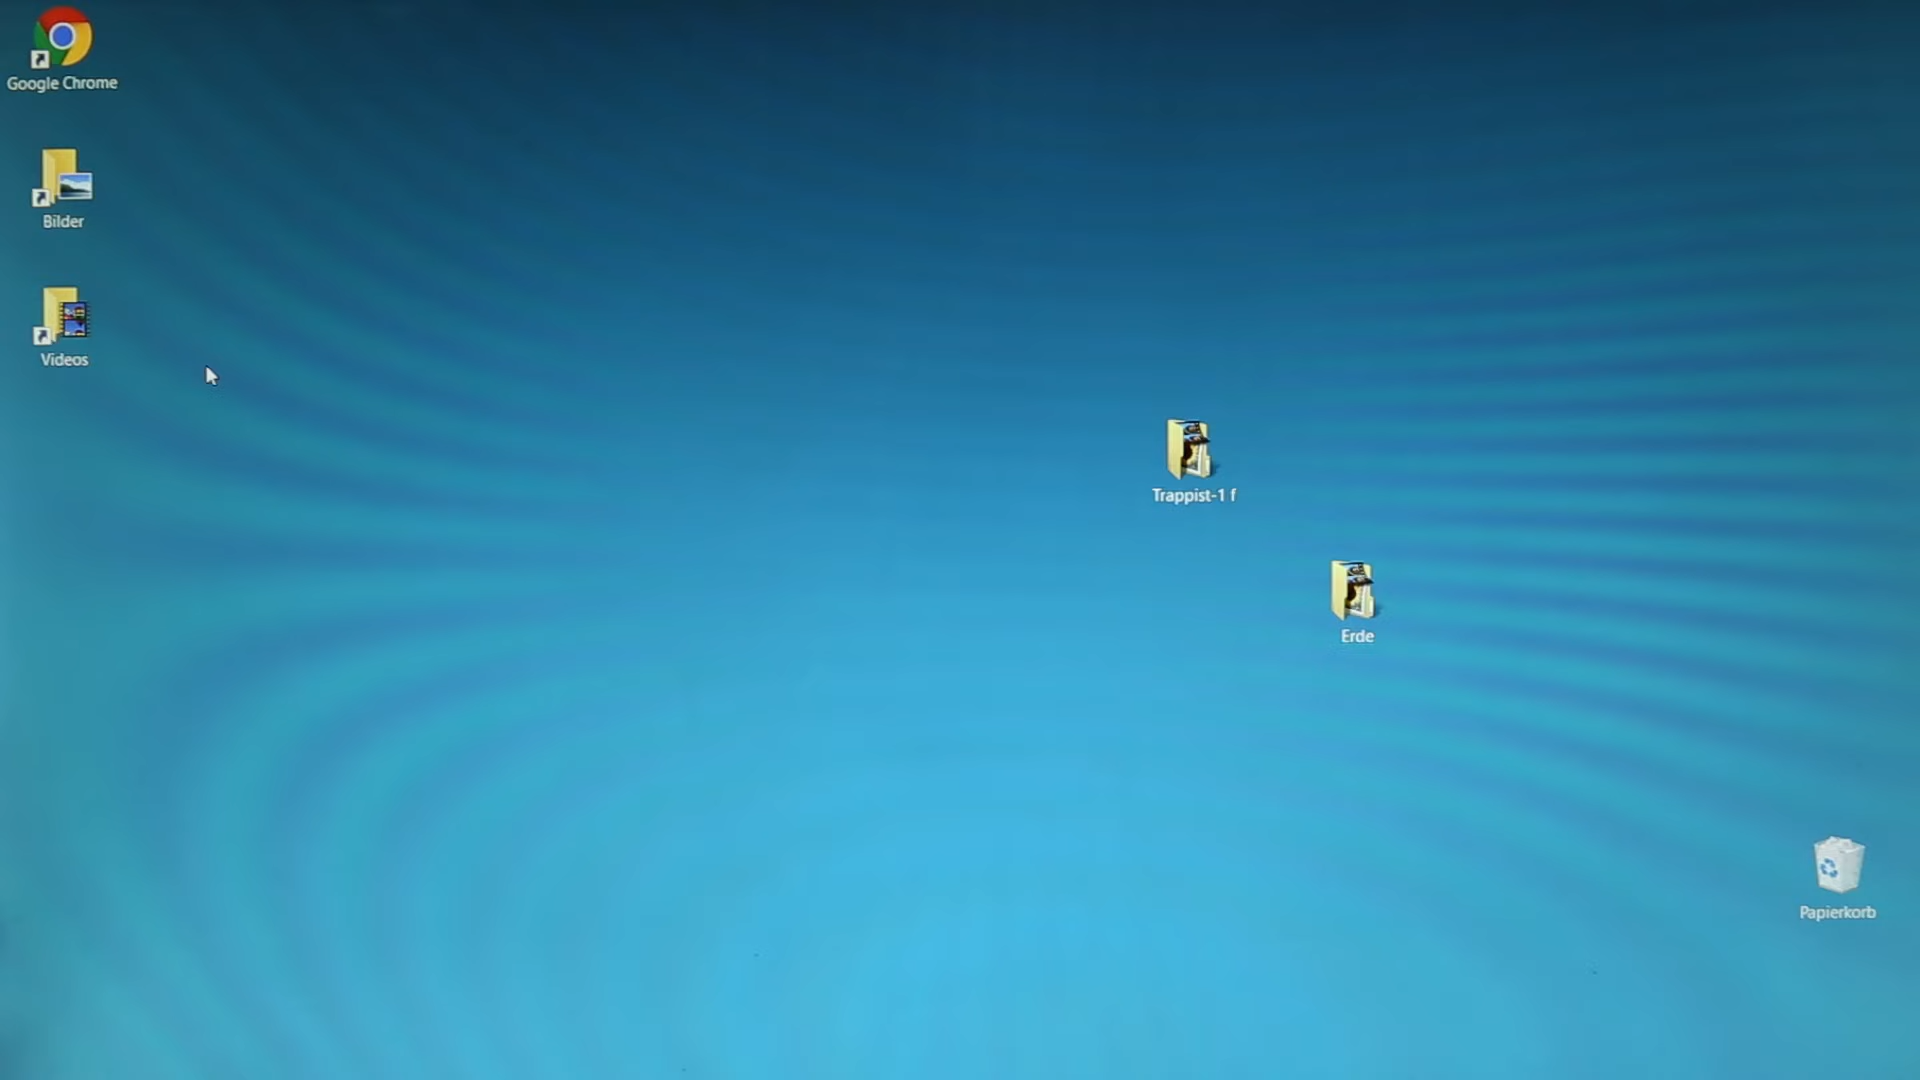 Google Chrome
Bilder
Videos
Trappist-1 f
Erde
Papierkorb